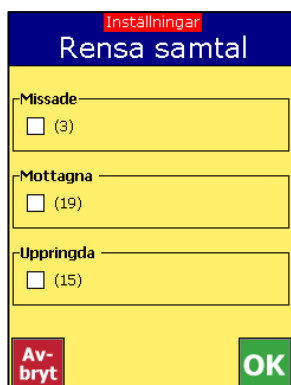 Inställningar
Rensa samtal
Missade
(3)
Mottagna
(19)
Uppringda
(15)
Av-
bryt
OK